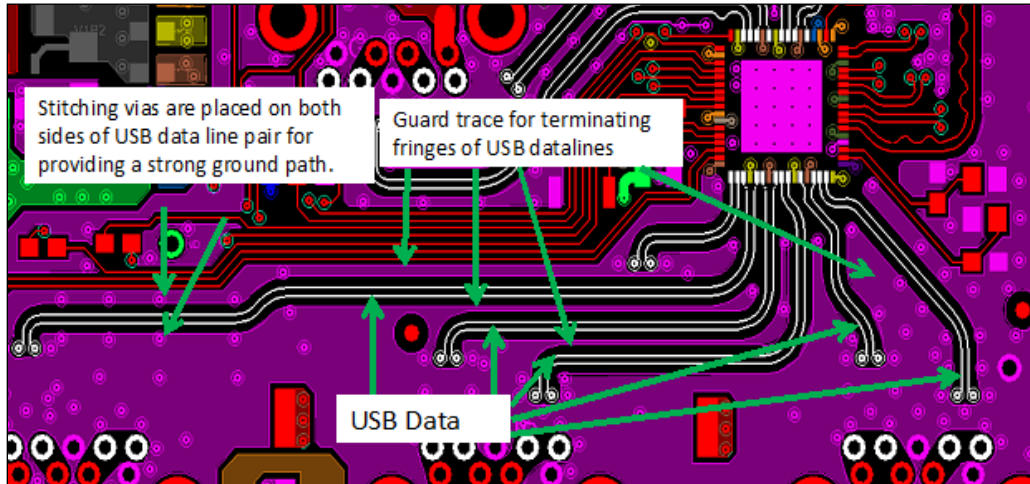 Stitching vias are placed on both
sides of USB data line pair for
providing a strong ground path.
Guard trace for terminating
fringes of USB datalines
USB Data